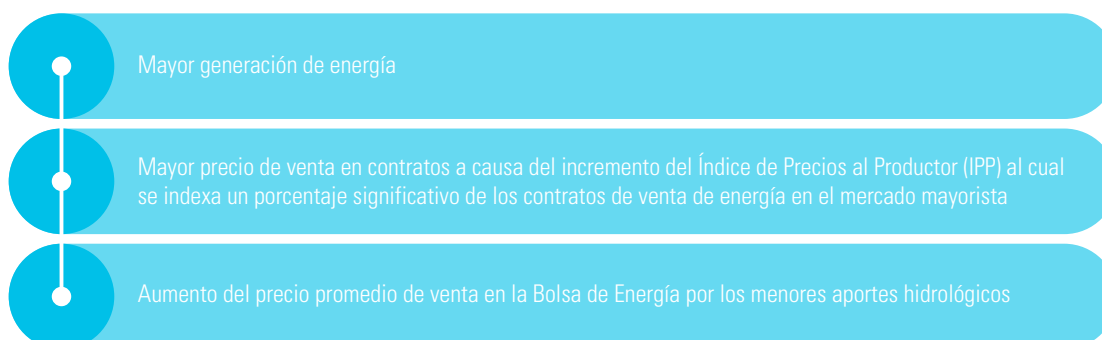 Mayor generación de energía
Mayor precio de venta en contratos a causa del incremento del Índice de Precios al Productor (IPP) al cual
se indexa un porcentaje significativo de los contratos de venta de energía en el mercado mayorista
Aumento del precio promedio de venta en la Bolsa de Energía por los menores aportes hidrológicos